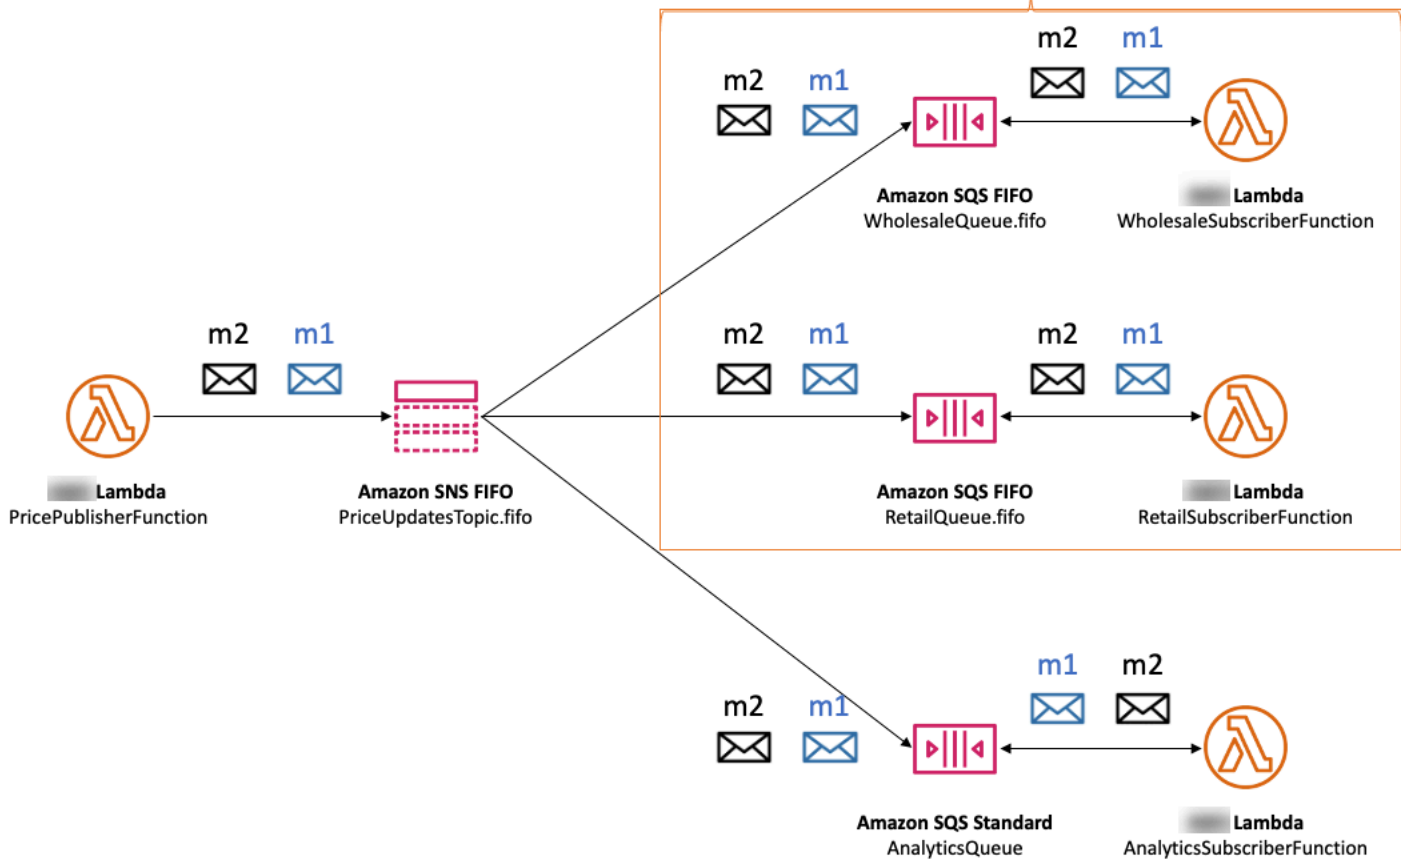 m2 m1
m2 m1
Amazon SQS FIFO
WholesaleQueue.fifo
Lambda
WholesaleSubscriberFunction
m2 m1
m2 m1
m2 m1
Lambda
PricePublisherFunction
Amazon SNS FIFO
PriceUpdatesTopic.fifo
Amazon SQS FIFO
RetailQueue.fifo
Lambda
RetailSubscriberFunction
m2 m1
m1 m2
Amazon SQS Standard
AnalyticsQueue
Lambda
AnalyticsSubscriberFunction